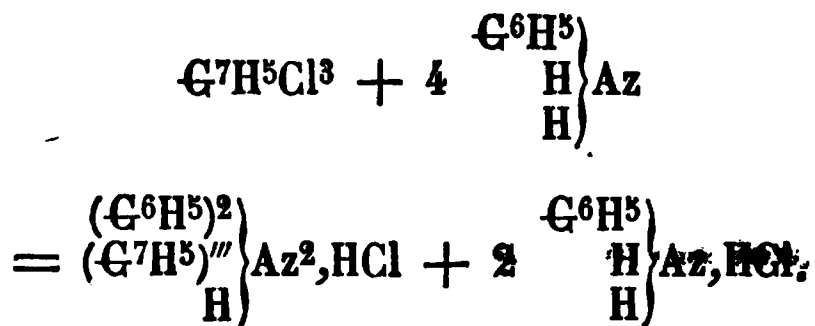 Ꞓ⁶H⁵
Ꞓ⁷H⁵Cl³ + 4 H } Az
H
(Ꞓ⁶H⁵)² Ꞓ⁶H⁵
= (Ꞓ⁷H⁵)‴ } Az²,HCl + 2 H } Az,HCl.
H H